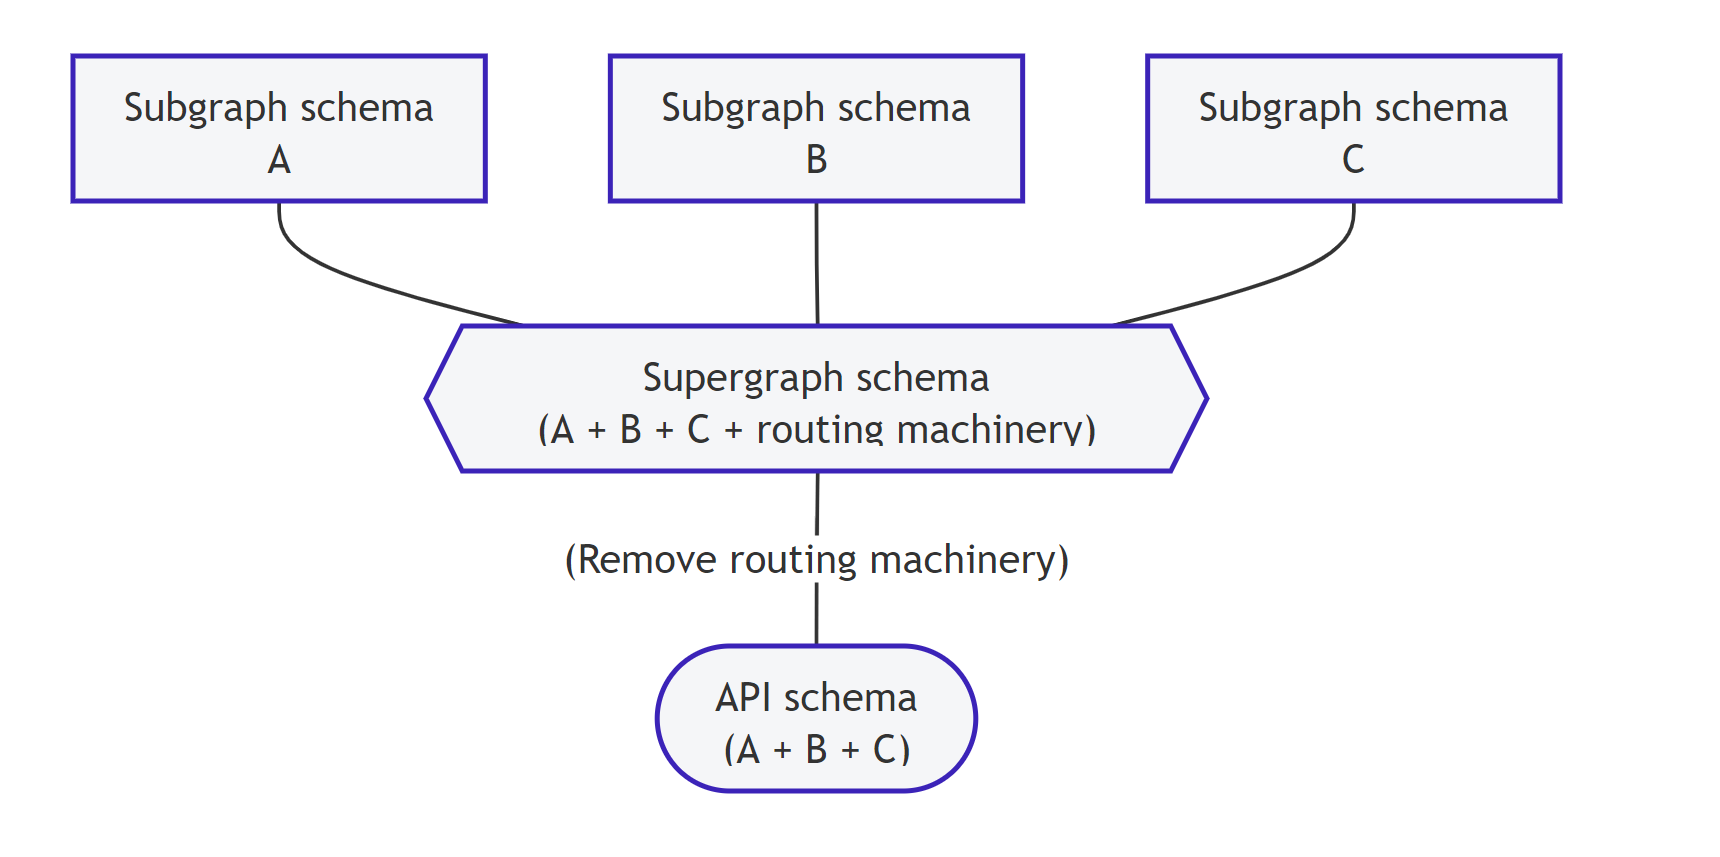 Subgraph schema
A
Subgraph schema
B
Subgraph schema
C
Supergraph schema
(A + B + C + routing machinery)
(Remove routing machinery)
API schema
(A + B + C)